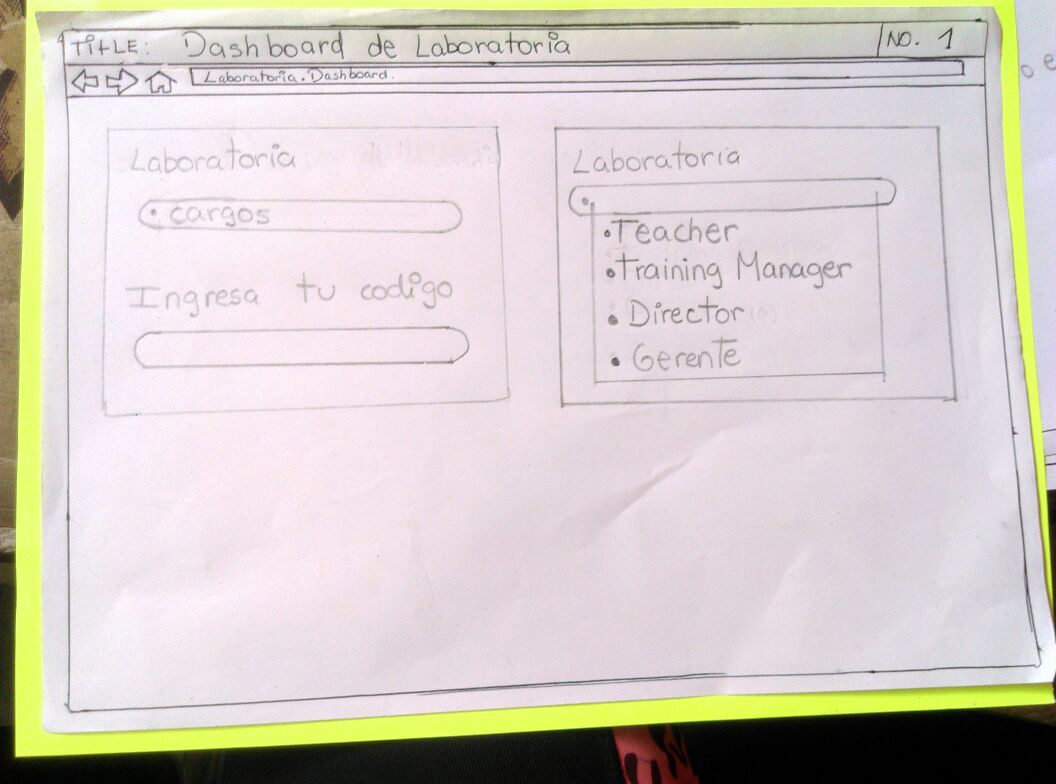 TITLE: Dashboard de Laboratoria NO. 1
Laboratoria.Dashboard.
Laboratoria
• cargos
Ingresa tu codigo
Laboratoria
• Teacher
• Training Manager
• Director
• Gerente